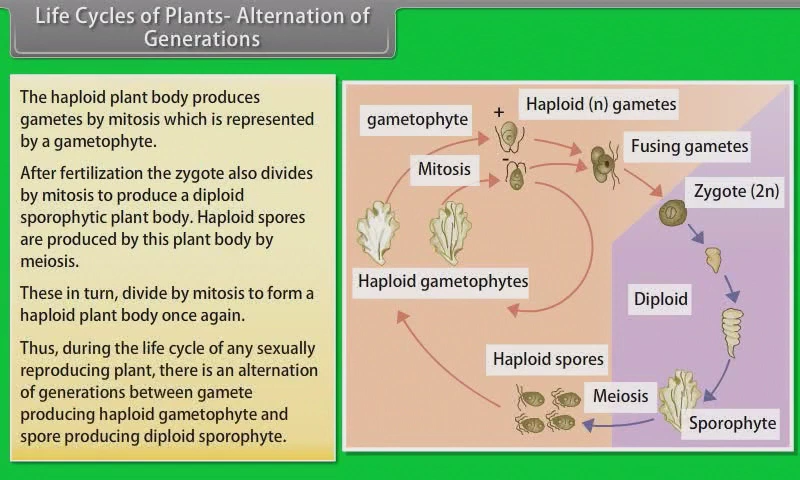 Life Cycles of Plants- Alternation of
Generations
The haploid plant body produces
gametes by mitosis which is represented
by a gametophyte.
After fertilization the zygote also divides
by mitosis to produce a diploid
sporophytic plant body. Haploid spores
are produced by this plant body by
meiosis.
These in turn, divide by mitosis to form a
haploid plant body once again.
Thus, during the life cycle of any sexually
reproducing plant, there is an alternation
of generations between gamete
producing haploid gametophyte and
spore producing diploid sporophyte.
gametophyte
+
Haploid (n) gametes
Fusing gametes
Mitosis
-
Zygote (2n)
Haploid gametophytes
Diploid
Haploid spores
Meiosis
Sporophyte